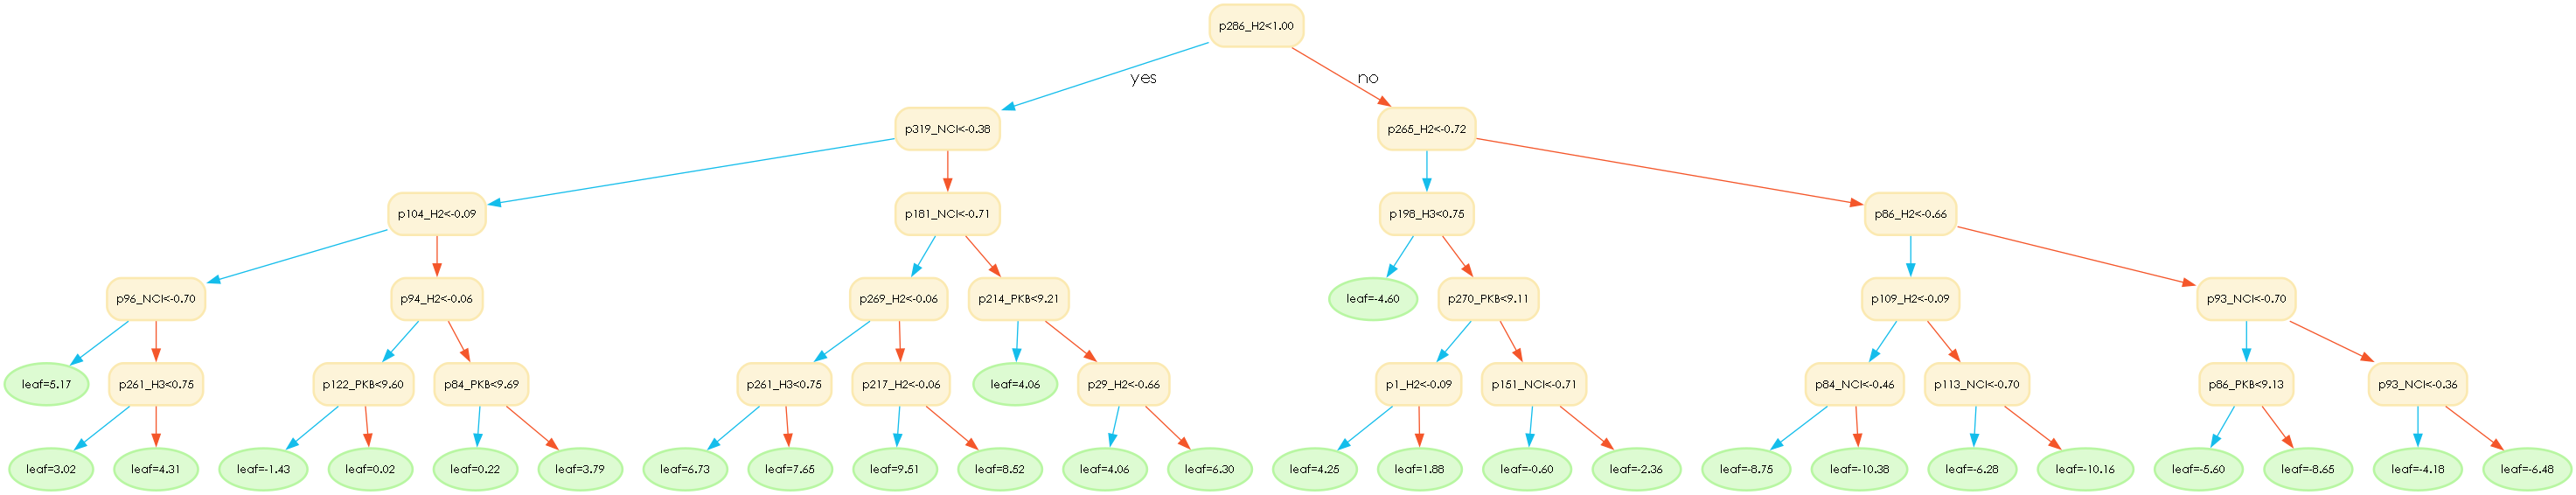 p286_H2<1.00
yes
no
p319_NCI<-0.38
p265_H2<-0.72
p104_H2<-0.09
p181_NCI<-0.71
p198_H3<0.75
p86_H2<-0.66
p96_NCI<-0.70
p94_H2<-0.06
p269_H2<-0.06
p214_PKB<9.21
leaf=-4.60
p270_PKB<9.11
p109_H2<-0.09
p93_NCI<-0.70
leaf=5.17
p261_H3<0.75
p122_PKB<9.60
p84_PKB<9.69
p261_H3<0.75
p217_H2<-0.06
leaf=4.06
p29_H2<-0.66
p1_H2<-0.09
p151_NCI<-0.71
p84_NCI<-0.46
p113_NCI<-0.70
p86_PKB<9.13
p93_NCI<-0.36
leaf=3.02
leaf=4.31
leaf=-1.43
leaf=0.02
leaf=0.22
leaf=3.79
leaf=6.73
leaf=7.65
leaf=9.51
leaf=8.52
leaf=4.06
leaf=6.30
leaf=4.25
leaf=1.88
leaf=-0.60
leaf=-2.36
leaf=-8.75
leaf=-10.38
leaf=-6.28
leaf=-10.16
leaf=-5.60
leaf=-8.65
leaf=-4.18
leaf=-6.48